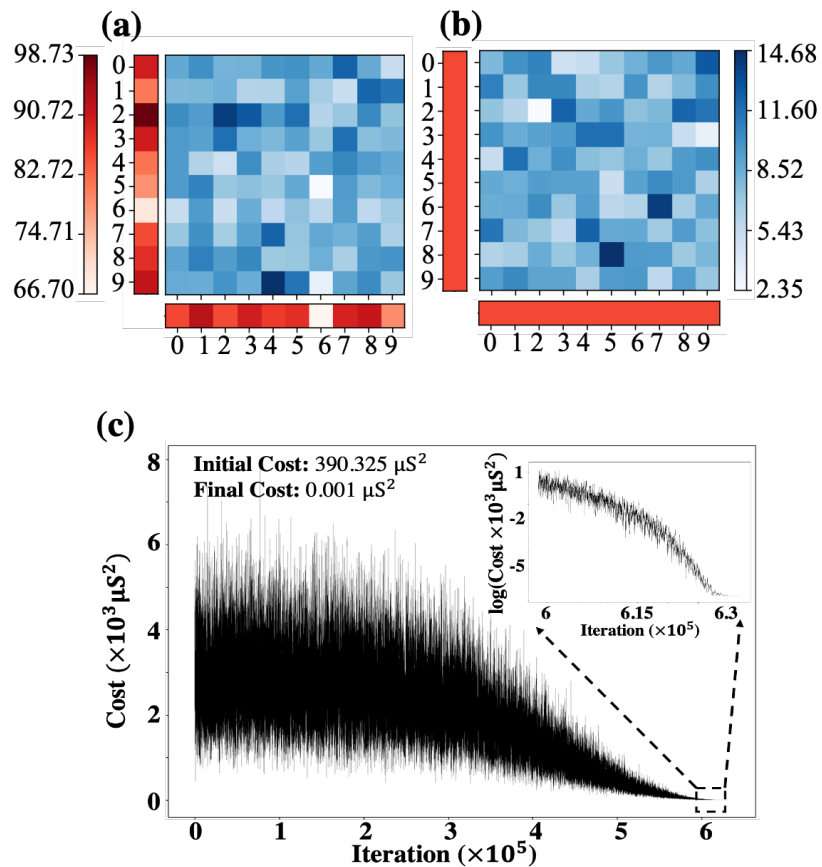 (a)
(b)
98.73
90.72
82.72
74.71
66.70
0
1
2
3
4
5
6
7
8
9
0 1 2 3 4 5 6 7 8 9
0
1
2
3
4
5
6
7
8
9
0 1 2 3 4 5 6 7 8 9
14.68
11.60
8.52
5.43
2.35
(c)
Initial Cost: 390.325 μS²
Final Cost: 0.001 μS²
Cost (×10³ μS²)
8
6
4
2
0
0 1 2 3 4 5 6
Iteration (×10⁵)
log(Cost ×10³ μS²)
1
-2
-5
6 6.15 6.3
Iteration (×10⁵)